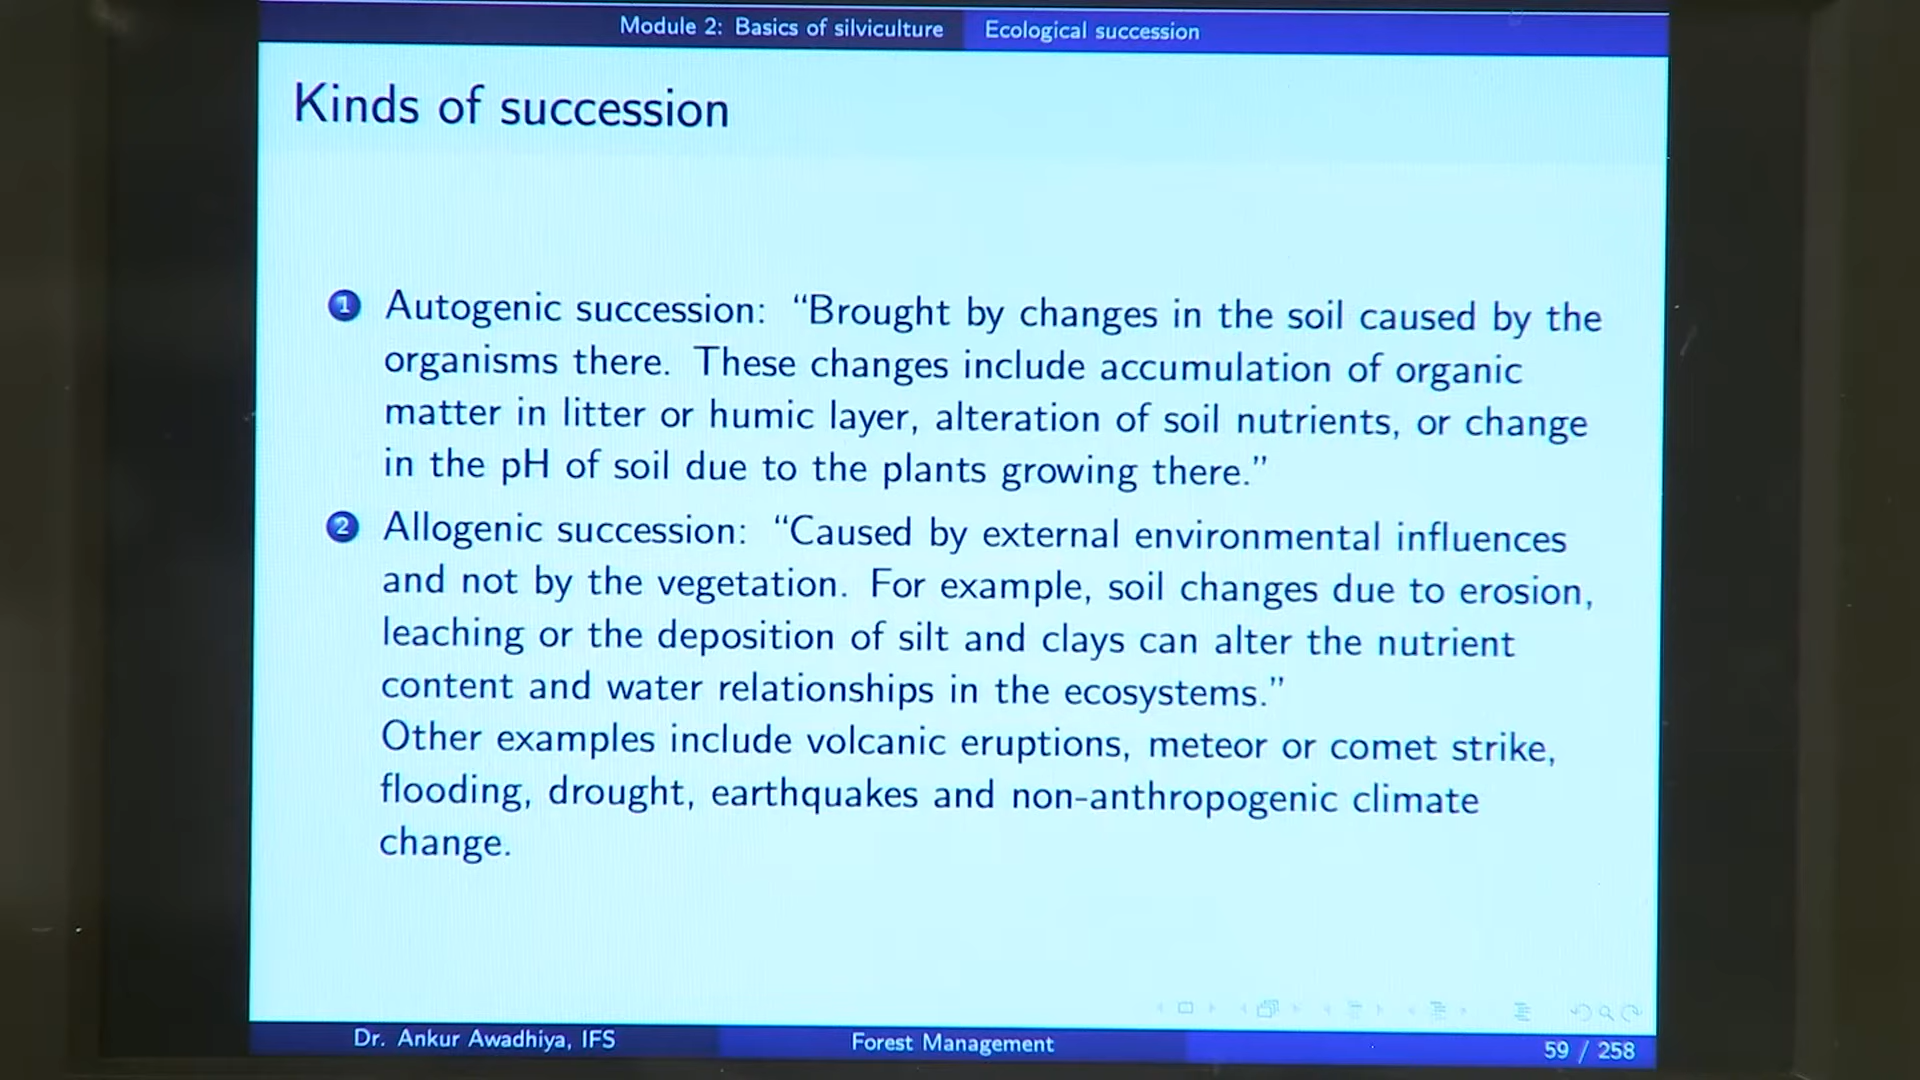 Module 2: Basics of silviculture Ecological succession
Kinds of succession
1 Autogenic succession: “Brought by changes in the soil caused by the
organisms there. These changes include accumulation of organic
matter in litter or humic layer, alteration of soil nutrients, or change
in the pH of soil due to the plants growing there.”
2 Allogenic succession: “Caused by external environmental influences
and not by the vegetation. For example, soil changes due to erosion,
leaching or the deposition of silt and clays can alter the nutrient
content and water relationships in the ecosystems.”
Other examples include volcanic eruptions, meteor or comet strike,
flooding, drought, earthquakes and non-anthropogenic climate
change.
Dr. Ankur Awadhiya, IFS Forest Management 59 / 258